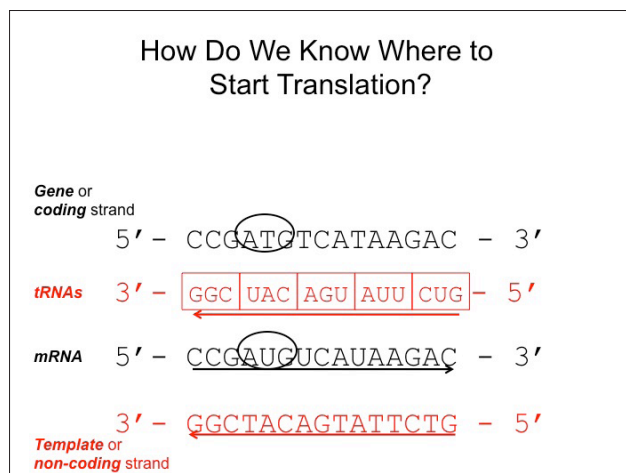 How Do We Know Where to
Start Translation?
Gene or
coding strand
5’ – CCGATGTCATAAGAC – 3’
tRNAs 3’ – GGC UAC AGU AUU CUG – 5’
mRNA 5’ – CCGAUGUCAUAAGAC – 3’
3’ – GGCTACAGTATTCTG – 5’
Template or
non-coding strand